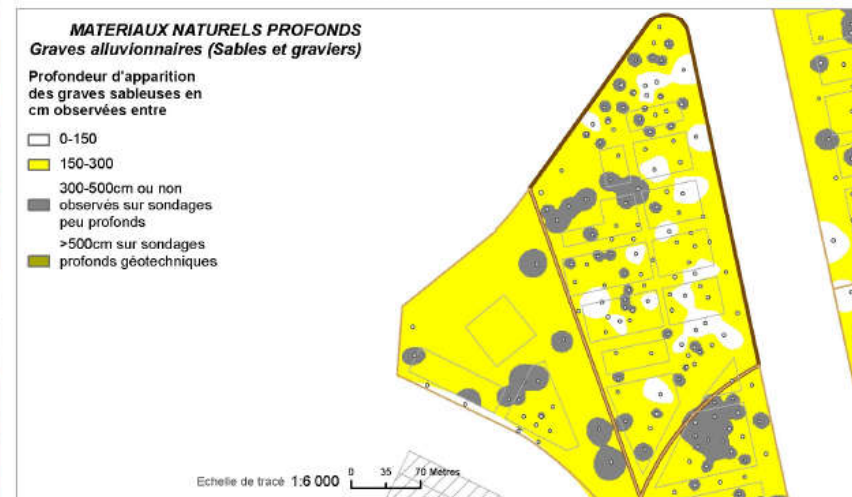 MATERIAUX NATURELS PROFONDS
Graves alluvionnaires (Sables et graviers)
Profondeur d'apparition
des graves sableuses en
cm observées entre
0-150
150-300
300-500cm ou non
observés sur sondages
peu profonds
>500cm sur sondages
profonds géotechniques
Echelle de tracé 1:6 000
0 35 70 Mètres